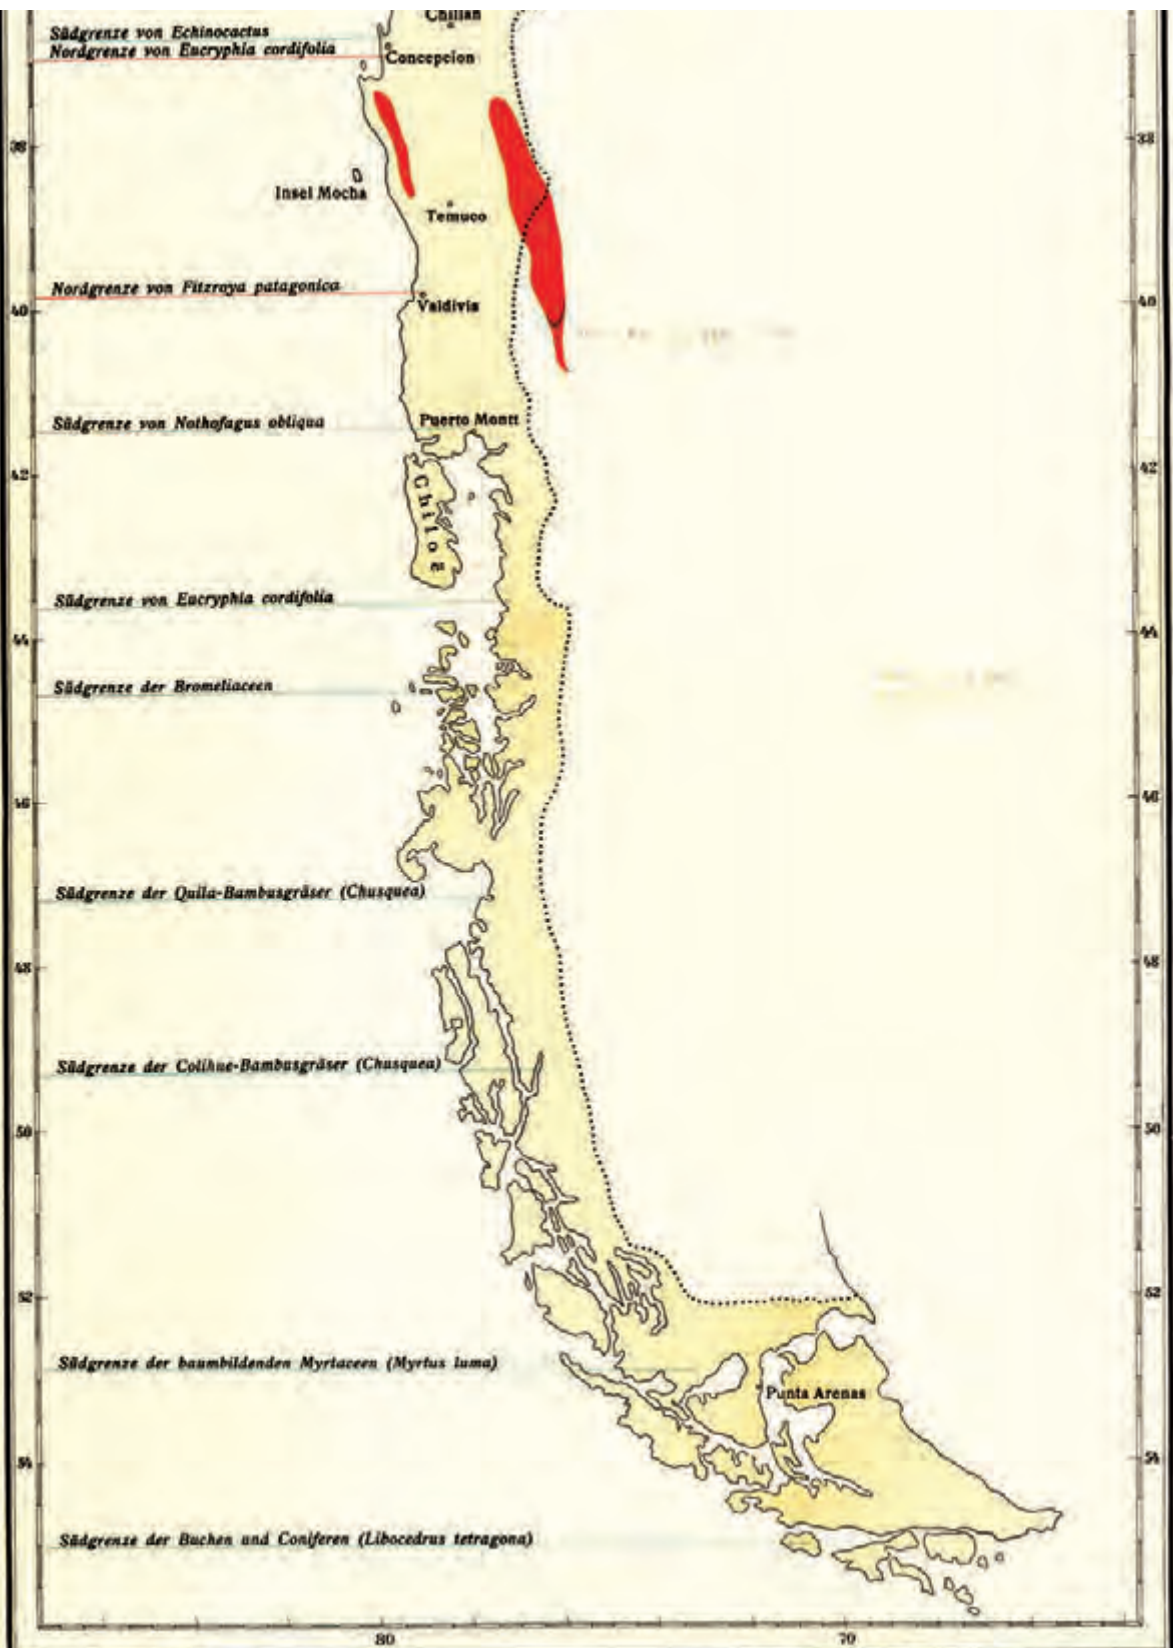 Chillan
Südgrenze von Echinocactus
Nordgrenze von Eucryphia cordifolia
Concepcion
38
38
Insel Mocha
Temuco
Nordgrenze von Fitzroya patagonica
Valdivia
40
40
Südgrenze von Nothofagus obliqua
Puerto Montt
42
42
Chiloe
Südgrenze von Eucryphia cordifolia
44
44
Südgrenze der Bromeliaceen
46
46
Südgrenze der Quila-Bambusgräser (Chusquea)
48
48
Südgrenze der Colihue-Bambusgräser (Chusquea)
50
50
52
52
Südgrenze der baumbildenden Myrtaceen (Myrtus luma)
Punta Arenas
54
54
Südgrenze der Buchen und Coniferen (Libocedrus tetragona)
80
70